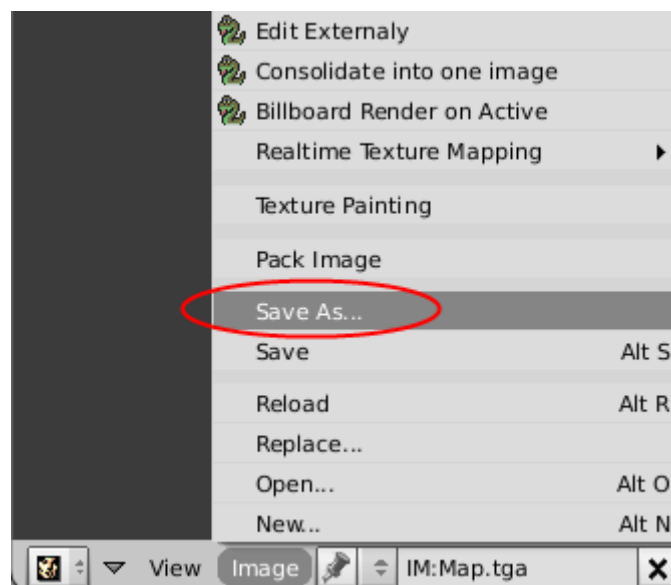 Edit Externaly
Consolidate into one image
Billboard Render on Active
Realtime Texture Mapping
Texture Painting
Pack Image
Save As...
Save Alt S
Reload Alt R
Replace...
Open... Alt O
New... Alt N
View Image IM:Map.tga